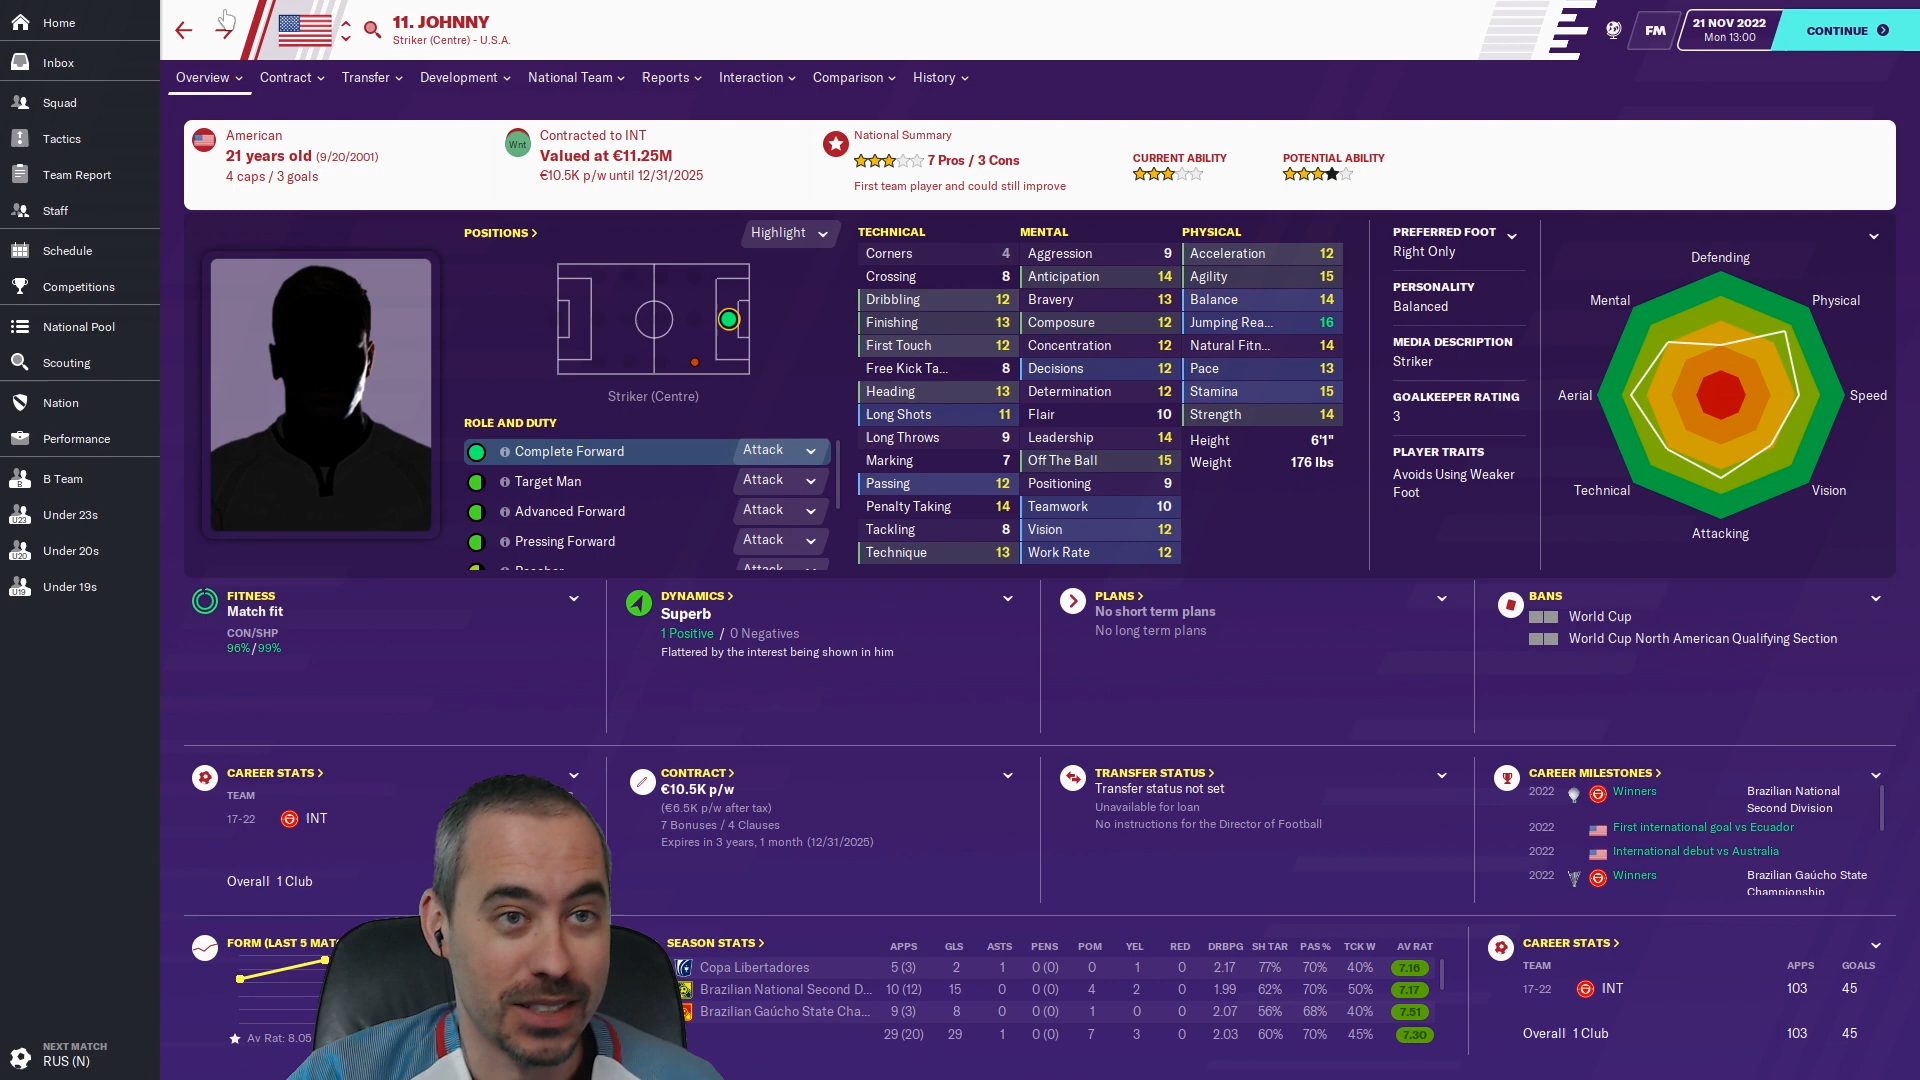 Home
Inbox
Squad
Tactics
Team Report
Staff
Schedule
Competitions
National Pool
Scouting
Nation
Performance
B Team
Under 23s
Under 20s
Under 19s
NEXT MATCH
RUS (N)
11. JOHNNY
Striker (Centre) - U.S.A.
FM
21 NOV 2022
Mon 13:00
CONTINUE
Overview Contract Transfer Development National Team Reports Interaction Comparison History
American
21 years old (9/20/2001)
4 caps / 3 goals
Wnt
Contracted to INT
Valued at €11.25M
€10.5K p/w until 12/31/2025
National Summary
7 Pros / 3 Cons
First team player and could still improve
CURRENT ABILITY
POTENTIAL ABILITY
POSITIONS >
Highlight
Striker (Centre)
ROLE AND DUTY
Complete Forward Attack
Target Man Attack
Advanced Forward Attack
Pressing Forward Attack
TECHNICAL
Corners 4
Crossing 8
Dribbling 12
Finishing 13
First Touch 12
Free Kick Ta... 8
Heading 13
Long Shots 11
Long Throws 9
Marking 7
Passing 12
Penalty Taking 14
Tackling 8
Technique 13
MENTAL
Aggression 9
Anticipation 14
Bravery 13
Composure 12
Concentration 12
Decisions 12
Determination 12
Flair 10
Leadership 14
Off The Ball 15
Positioning 9
Teamwork 10
Vision 12
Work Rate 12
PHYSICAL
Acceleration 12
Agility 15
Balance 14
Jumping Rea... 16
Natural Fitn... 14
Pace 13
Stamina 15
Strength 14
Height 6'1"
Weight 176 lbs
PREFERRED FOOT
Right Only
PERSONALITY
Balanced
MEDIA DESCRIPTION
Striker
GOALKEEPER RATING
3
PLAYER TRAITS
Avoids Using Weaker
Foot
Defending
Mental
Physical
Aerial
Speed
Technical
Vision
Attacking
FITNESS
Match fit
CON/SHP
96%/99%
DYNAMICS >
Superb
1 Positive / 0 Negatives
Flattered by the interest being shown in him
PLANS >
No short term plans
No long term plans
BANS
World Cup
World Cup North American Qualifying Section
CAREER STATS >
TEAM
17-22 INT
Overall 1 Club
CONTRACT >
€10.5K p/w
(€6.5K p/w after tax)
7 Bonuses / 4 Clauses
Expires in 3 years, 1 month (12/31/2025)
TRANSFER STATUS >
Transfer status not set
Unavailable for loan
No instructions for the Director of Football
CAREER MILESTONES >
2022 Winners Brazilian National
Second Division
2022 First international goal vs Ecuador
2022 International debut vs Australia
2022 Winners Brazilian Gaúcho State
Championship
FORM (LAST 5 MAT
Av Rat: 8.05
SEASON STATS > APPS GLS ASTS PENS POM YEL RED DRBPG SH TAR PAS % TCK W AV RAT
Copa Libertadores 5 (3) 2 1 0 (0) 0 1 0 2.17 77% 70% 40% 7.16
Brazilian National Second D... 10 (12) 15 0 0 (0) 4 2 0 1.99 62% 70% 50% 7.17
Brazilian Gaúcho State Cha... 9 (3) 8 0 0 (0) 1 0 0 2.07 56% 68% 40% 7.51
29 (20) 29 1 0 (0) 7 3 0 2.03 60% 70% 45% 7.30
CAREER STATS >
TEAM APPS GOALS
17-22 INT 103 45
Overall 1 Club 103 45